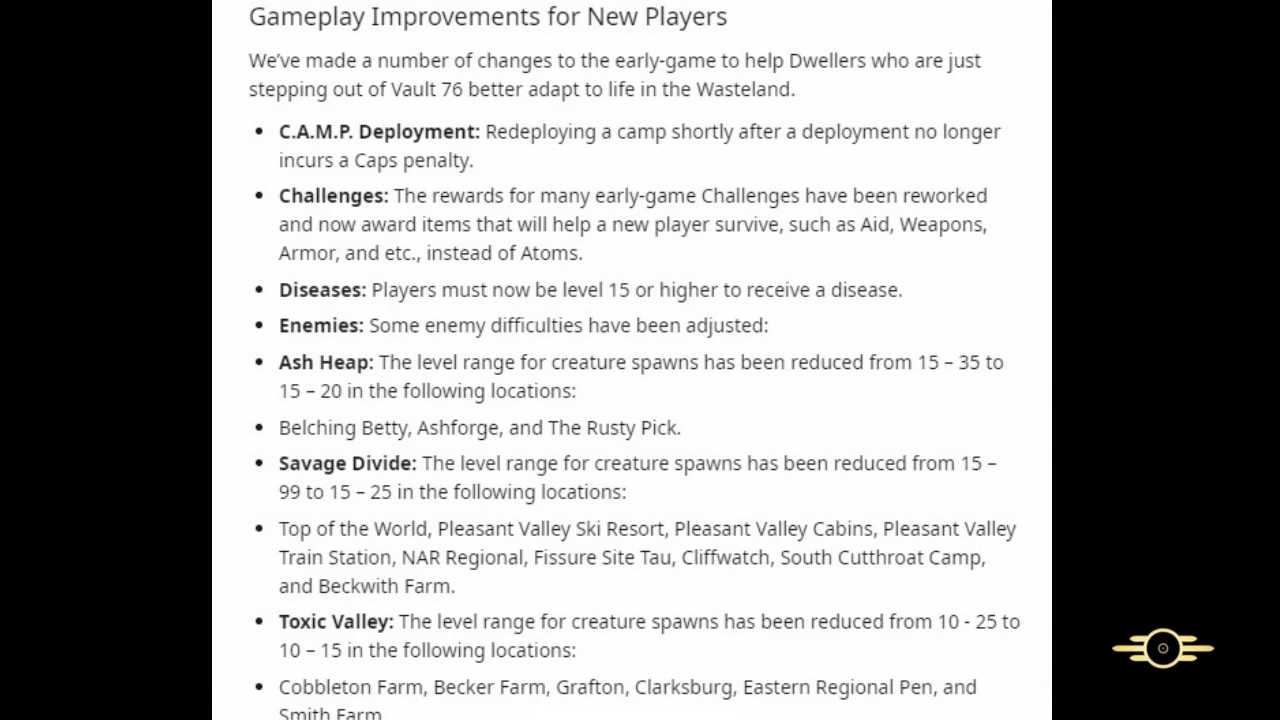 Gameplay Improvements for New Players
We’ve made a number of changes to the early-game to help Dwellers who are just
stepping out of Vault 76 better adapt to life in the Wasteland.
• C.A.M.P. Deployment: Redeploying a camp shortly after a deployment no longer
incurs a Caps penalty.
• Challenges: The rewards for many early-game Challenges have been reworked
and now award items that will help a new player survive, such as Aid, Weapons,
Armor, and etc., instead of Atoms.
• Diseases: Players must now be level 15 or higher to receive a disease.
• Enemies: Some enemy difficulties have been adjusted:
• Ash Heap: The level range for creature spawns has been reduced from 15 – 35 to
15 – 20 in the following locations:
• Belching Betty, Ashforge, and The Rusty Pick.
• Savage Divide: The level range for creature spawns has been reduced from 15 –
99 to 15 – 25 in the following locations:
• Top of the World, Pleasant Valley Ski Resort, Pleasant Valley Cabins, Pleasant Valley
Train Station, NAR Regional, Fissure Site Tau, Cliffwatch, South Cutthroat Camp,
and Beckwith Farm.
• Toxic Valley: The level range for creature spawns has been reduced from 10 - 25 to
10 – 15 in the following locations:
• Cobbleton Farm, Becker Farm, Grafton, Clarksburg, Eastern Regional Pen, and
Smith Farm